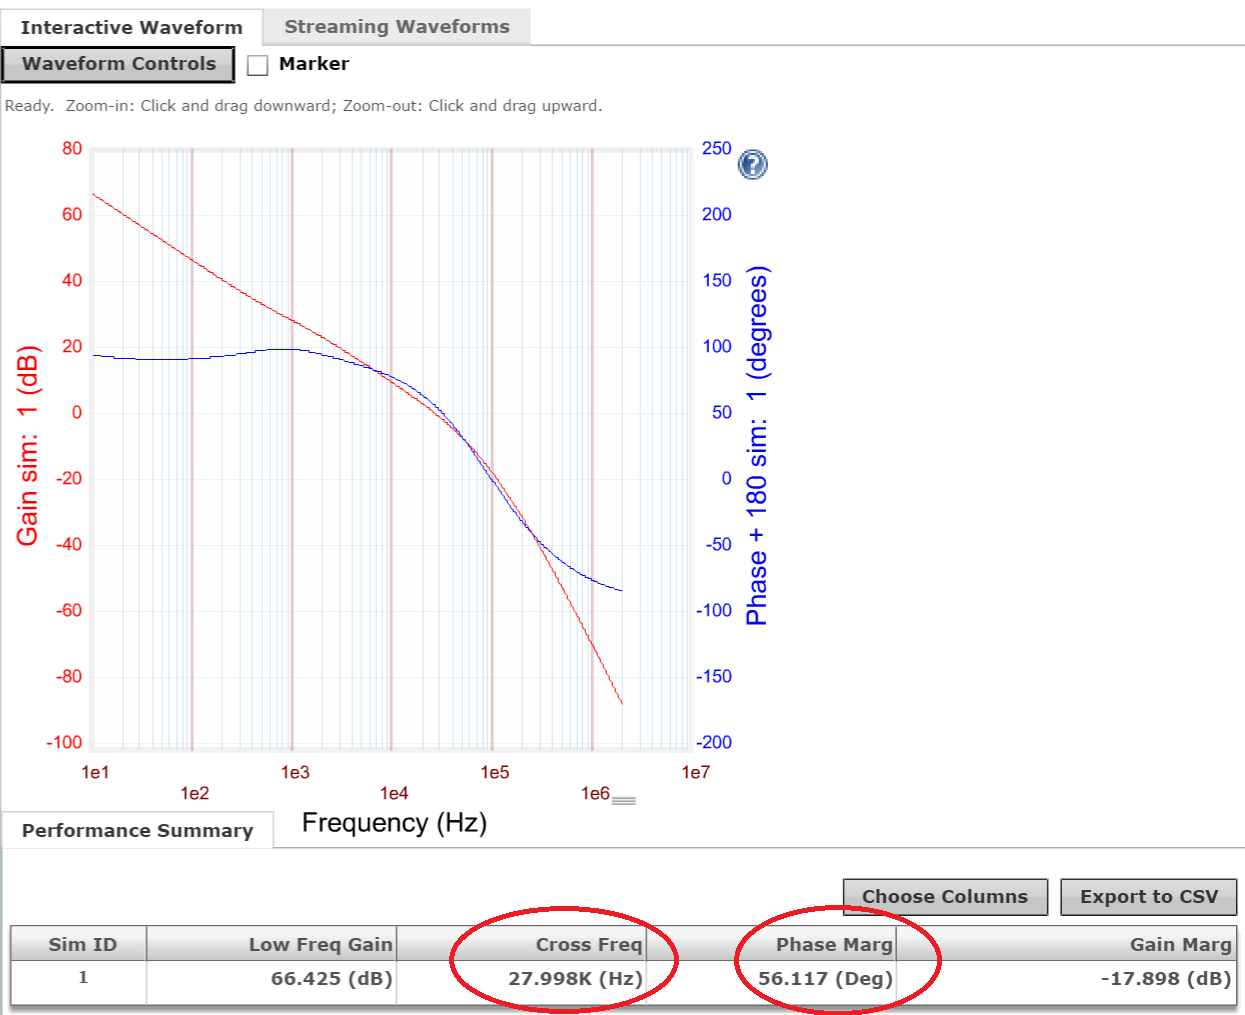 Interactive Waveform Streaming Waveforms
Waveform Controls Marker
Ready. Zoom-in: Click and drag downward; Zoom-out: Click and drag upward.
80 250 ?
60 200
40 150
20 100
0 50
-20 0
-40 -50
-60 -100
-80 -150
-100 -200
Gain sim: 1 (dB)
Phase + 180 sim: 1 (degrees)
1e1 1e3 1e5 1e7
1e2 1e4 1e6
Frequency (Hz)
Performance Summary
Choose Columns Export to CSV
Sim ID Low Freq Gain Cross Freq Phase Marg Gain Marg
1 66.425 (dB) 27.998K (Hz) 56.117 (Deg) -17.898 (dB)